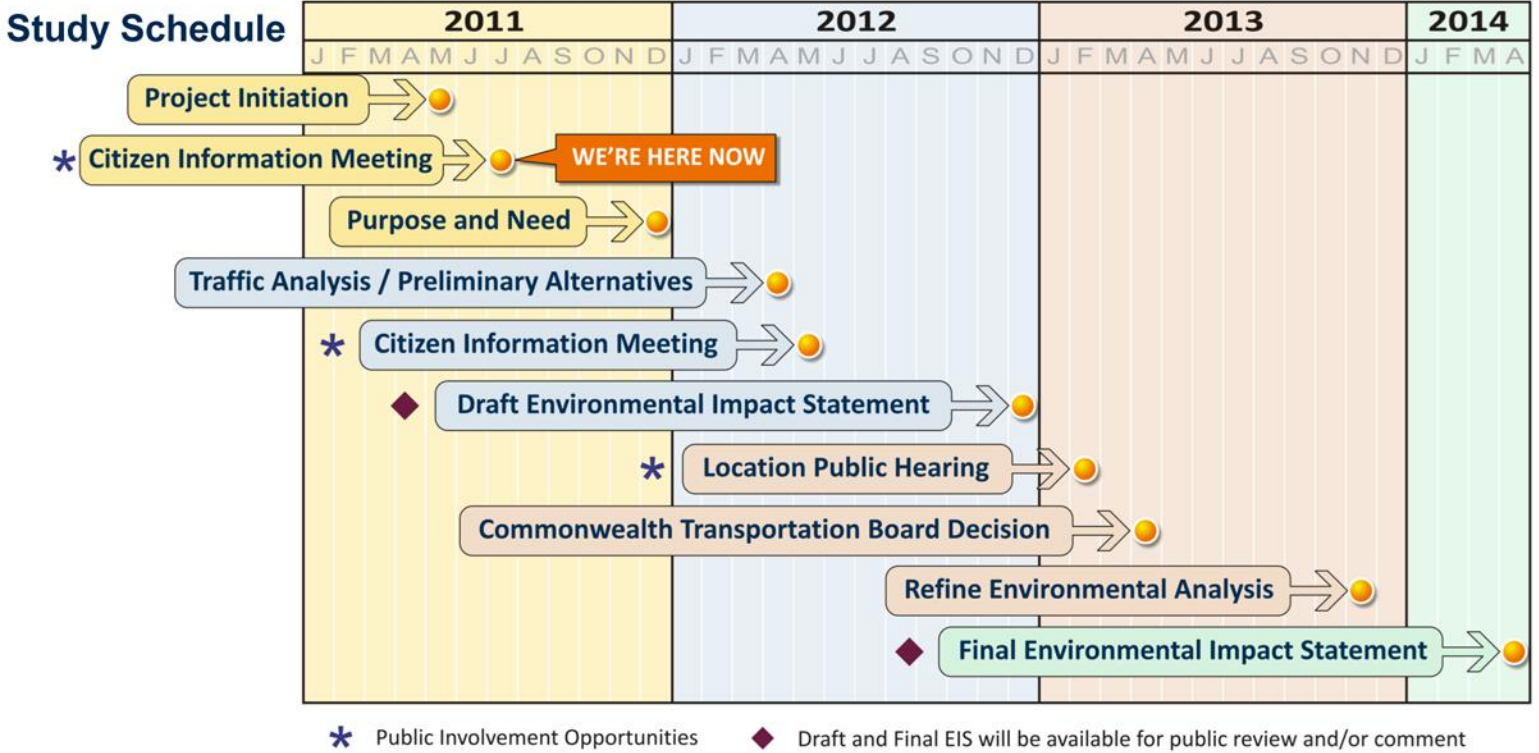 Study Schedule
2011 2012 2013 2014
J F M A M J J A S O N D J F M A M J J A S O N D J F M A M J J A S O N D J F M A
Project Initiation
* Citizen Information Meeting
WE'RE HERE NOW
Purpose and Need
Traffic Analysis / Preliminary Alternatives
* Citizen Information Meeting
Draft Environmental Impact Statement
* Location Public Hearing
Commonwealth Transportation Board Decision
Refine Environmental Analysis
Final Environmental Impact Statement
* Public Involvement Opportunities
Draft and Final EIS will be available for public review and/or comment